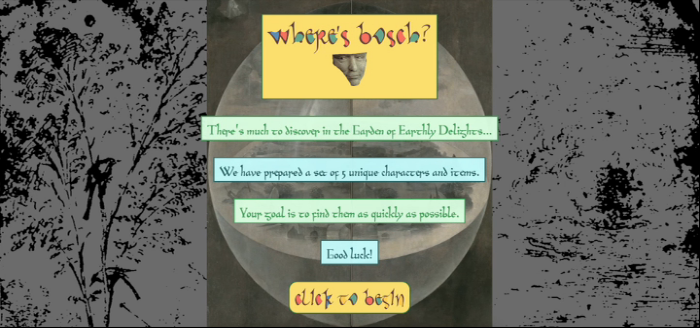 Where's bosch?
There's much to discover in the Garden of Earthly Delights...
We have prepared a set of 5 unique characters and items.
Your goal is to find them as quickly as possible.
Good luck!
click to begin